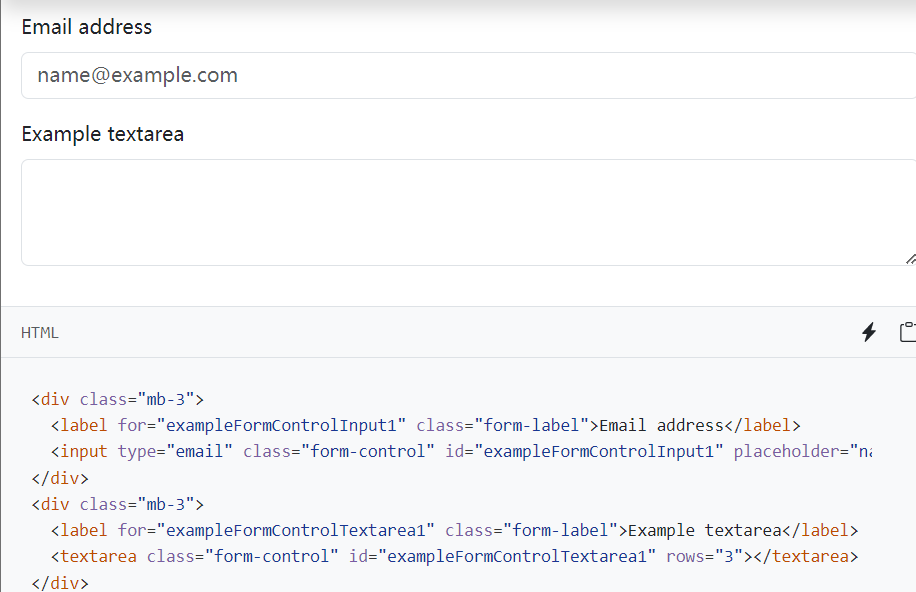 Email address
name@example.com
Example textarea
HTML
<div class="mb-3">
  <label for="exampleFormControlInput1" class="form-label">Email address</label>
  <input type="email" class="form-control" id="exampleFormControlInput1" placeholder="na
</div>
<div class="mb-3">
  <label for="exampleFormControlTextarea1" class="form-label">Example textarea</label>
  <textarea class="form-control" id="exampleFormControlTextarea1" rows="3"></textarea>
</div>